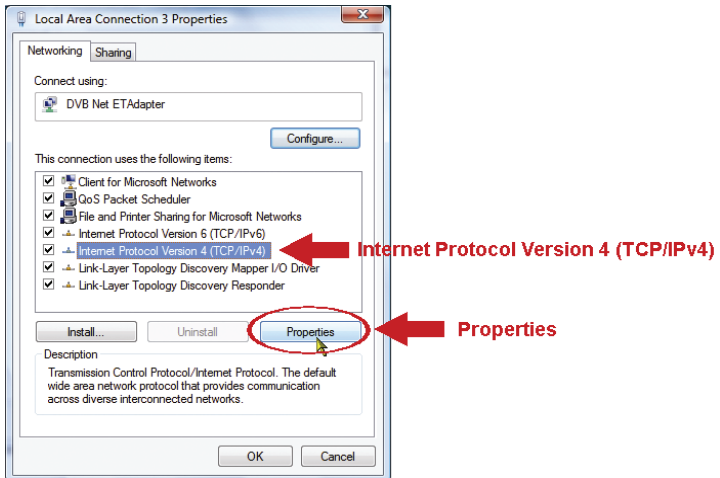 Local Area Connection 3 Properties
Networking
Sharing
Connect using:
DVB Net ETAdapter
Configure...
This connection uses the following items:
Client for Microsoft Networks
QoS Packet Scheduler
File and Printer Sharing for Microsoft Networks
Internet Protocol Version 6 (TCP/IPv6)
Internet Protocol Version 4 (TCP/IPv4)
Internet Protocol Version 4 (TCP/IPv4)
Link-Layer Topology Discovery Mapper I/O Driver
Link-Layer Topology Discovery Responder
Install...
Uninstall
Properties
Properties
Description
Transmission Control Protocol/Internet Protocol. The default
wide area network protocol that provides communication
across diverse interconnected networks.
OK
Cancel